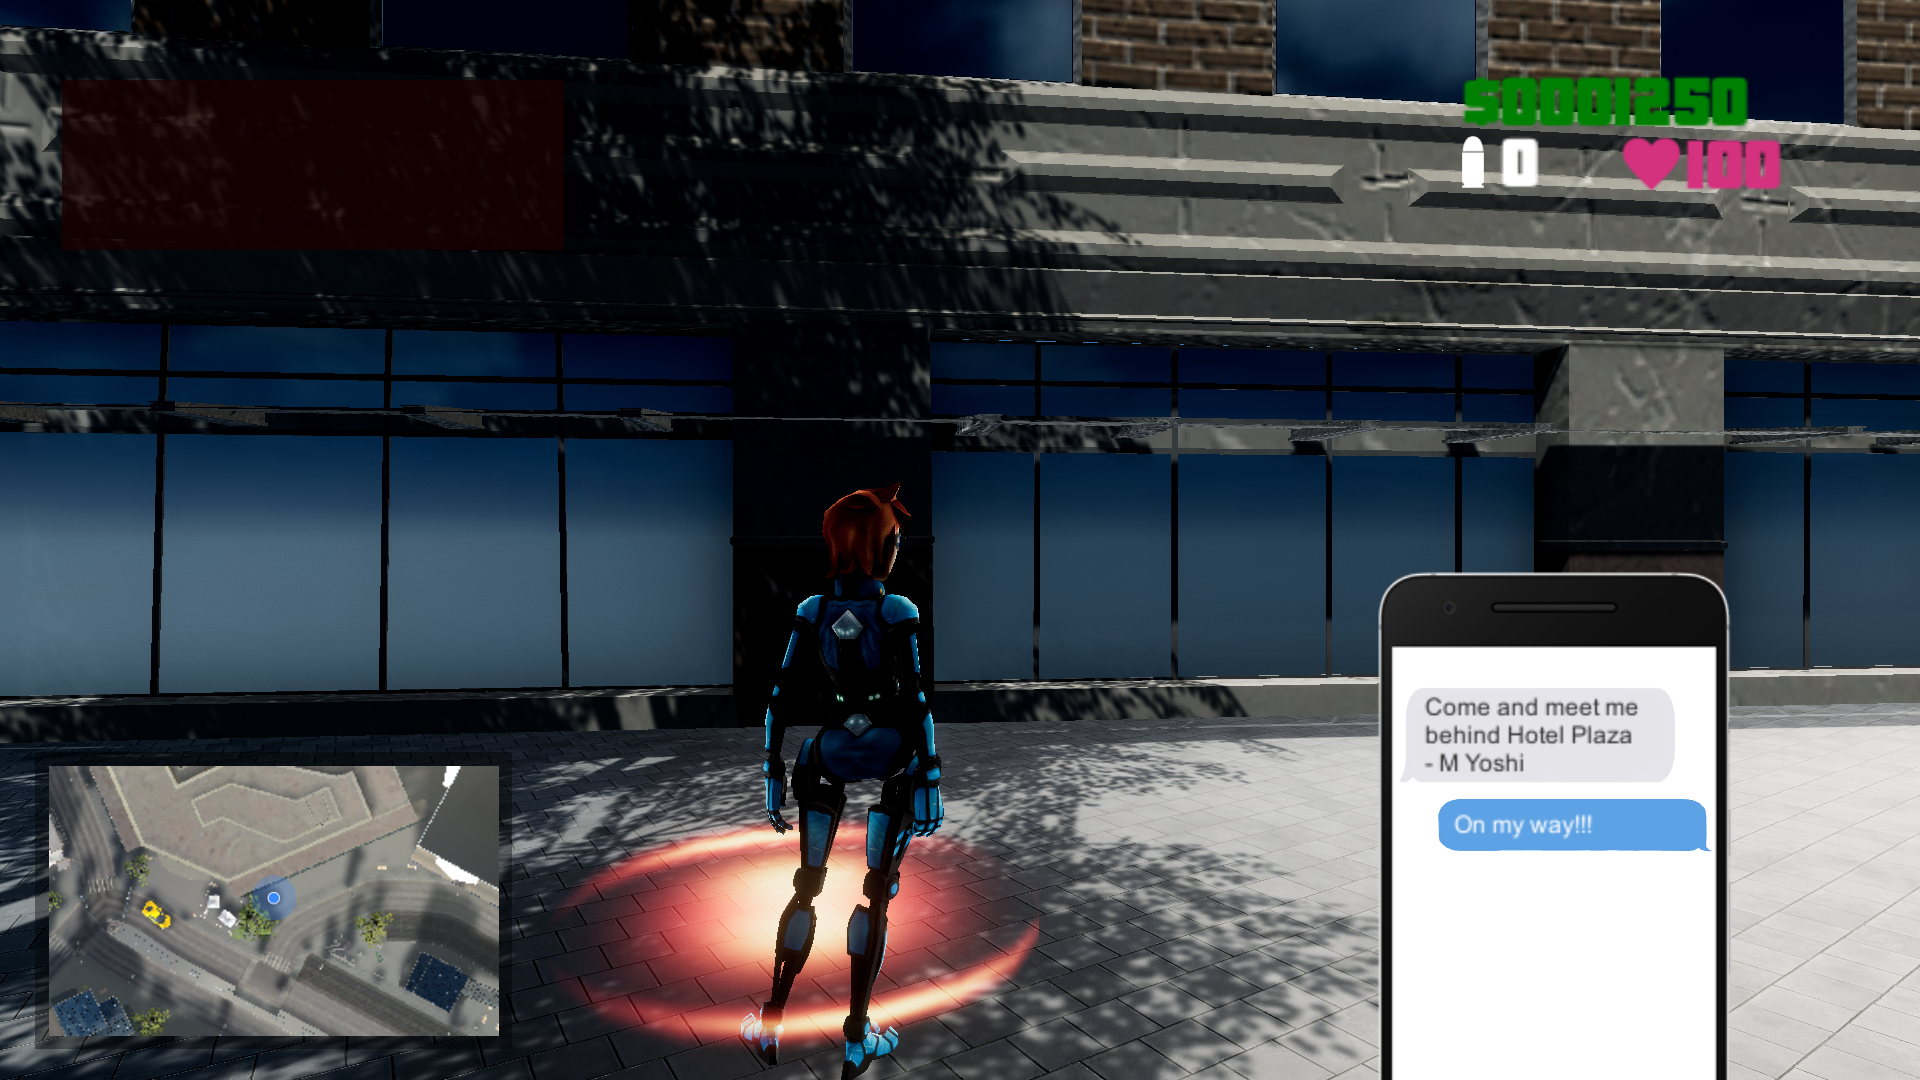 $00001250
0
100
Come and meet me
behind Hotel Plaza
- M Yoshi
On my way!!!